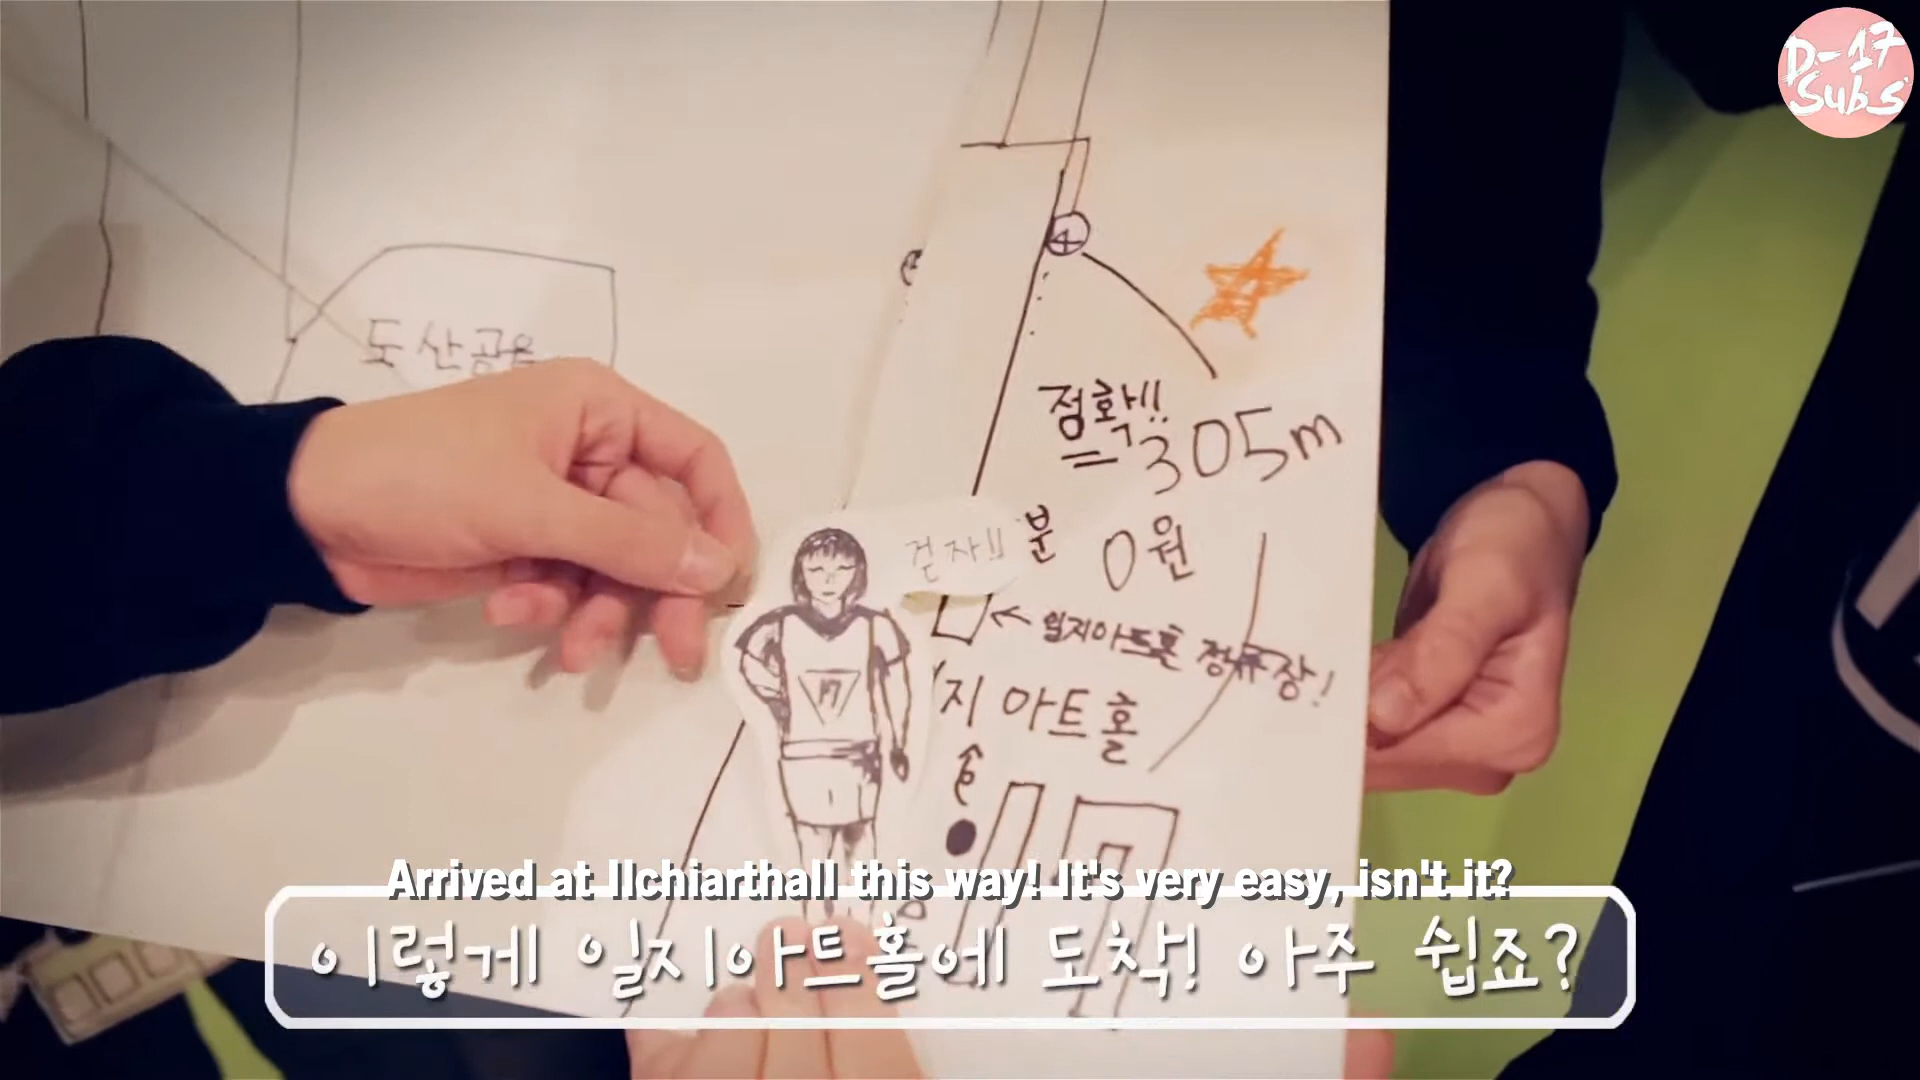 D-17
Subs
도산공원
4
정확!!
305m
걷자!!
분 0원
← 일지아트홀 정류장!
지 아트홀
17
Arrived at Ilchiarthall this way! It's very easy, isn't it?
이렇게 일지아트홀에 도착! 아주 쉽죠?